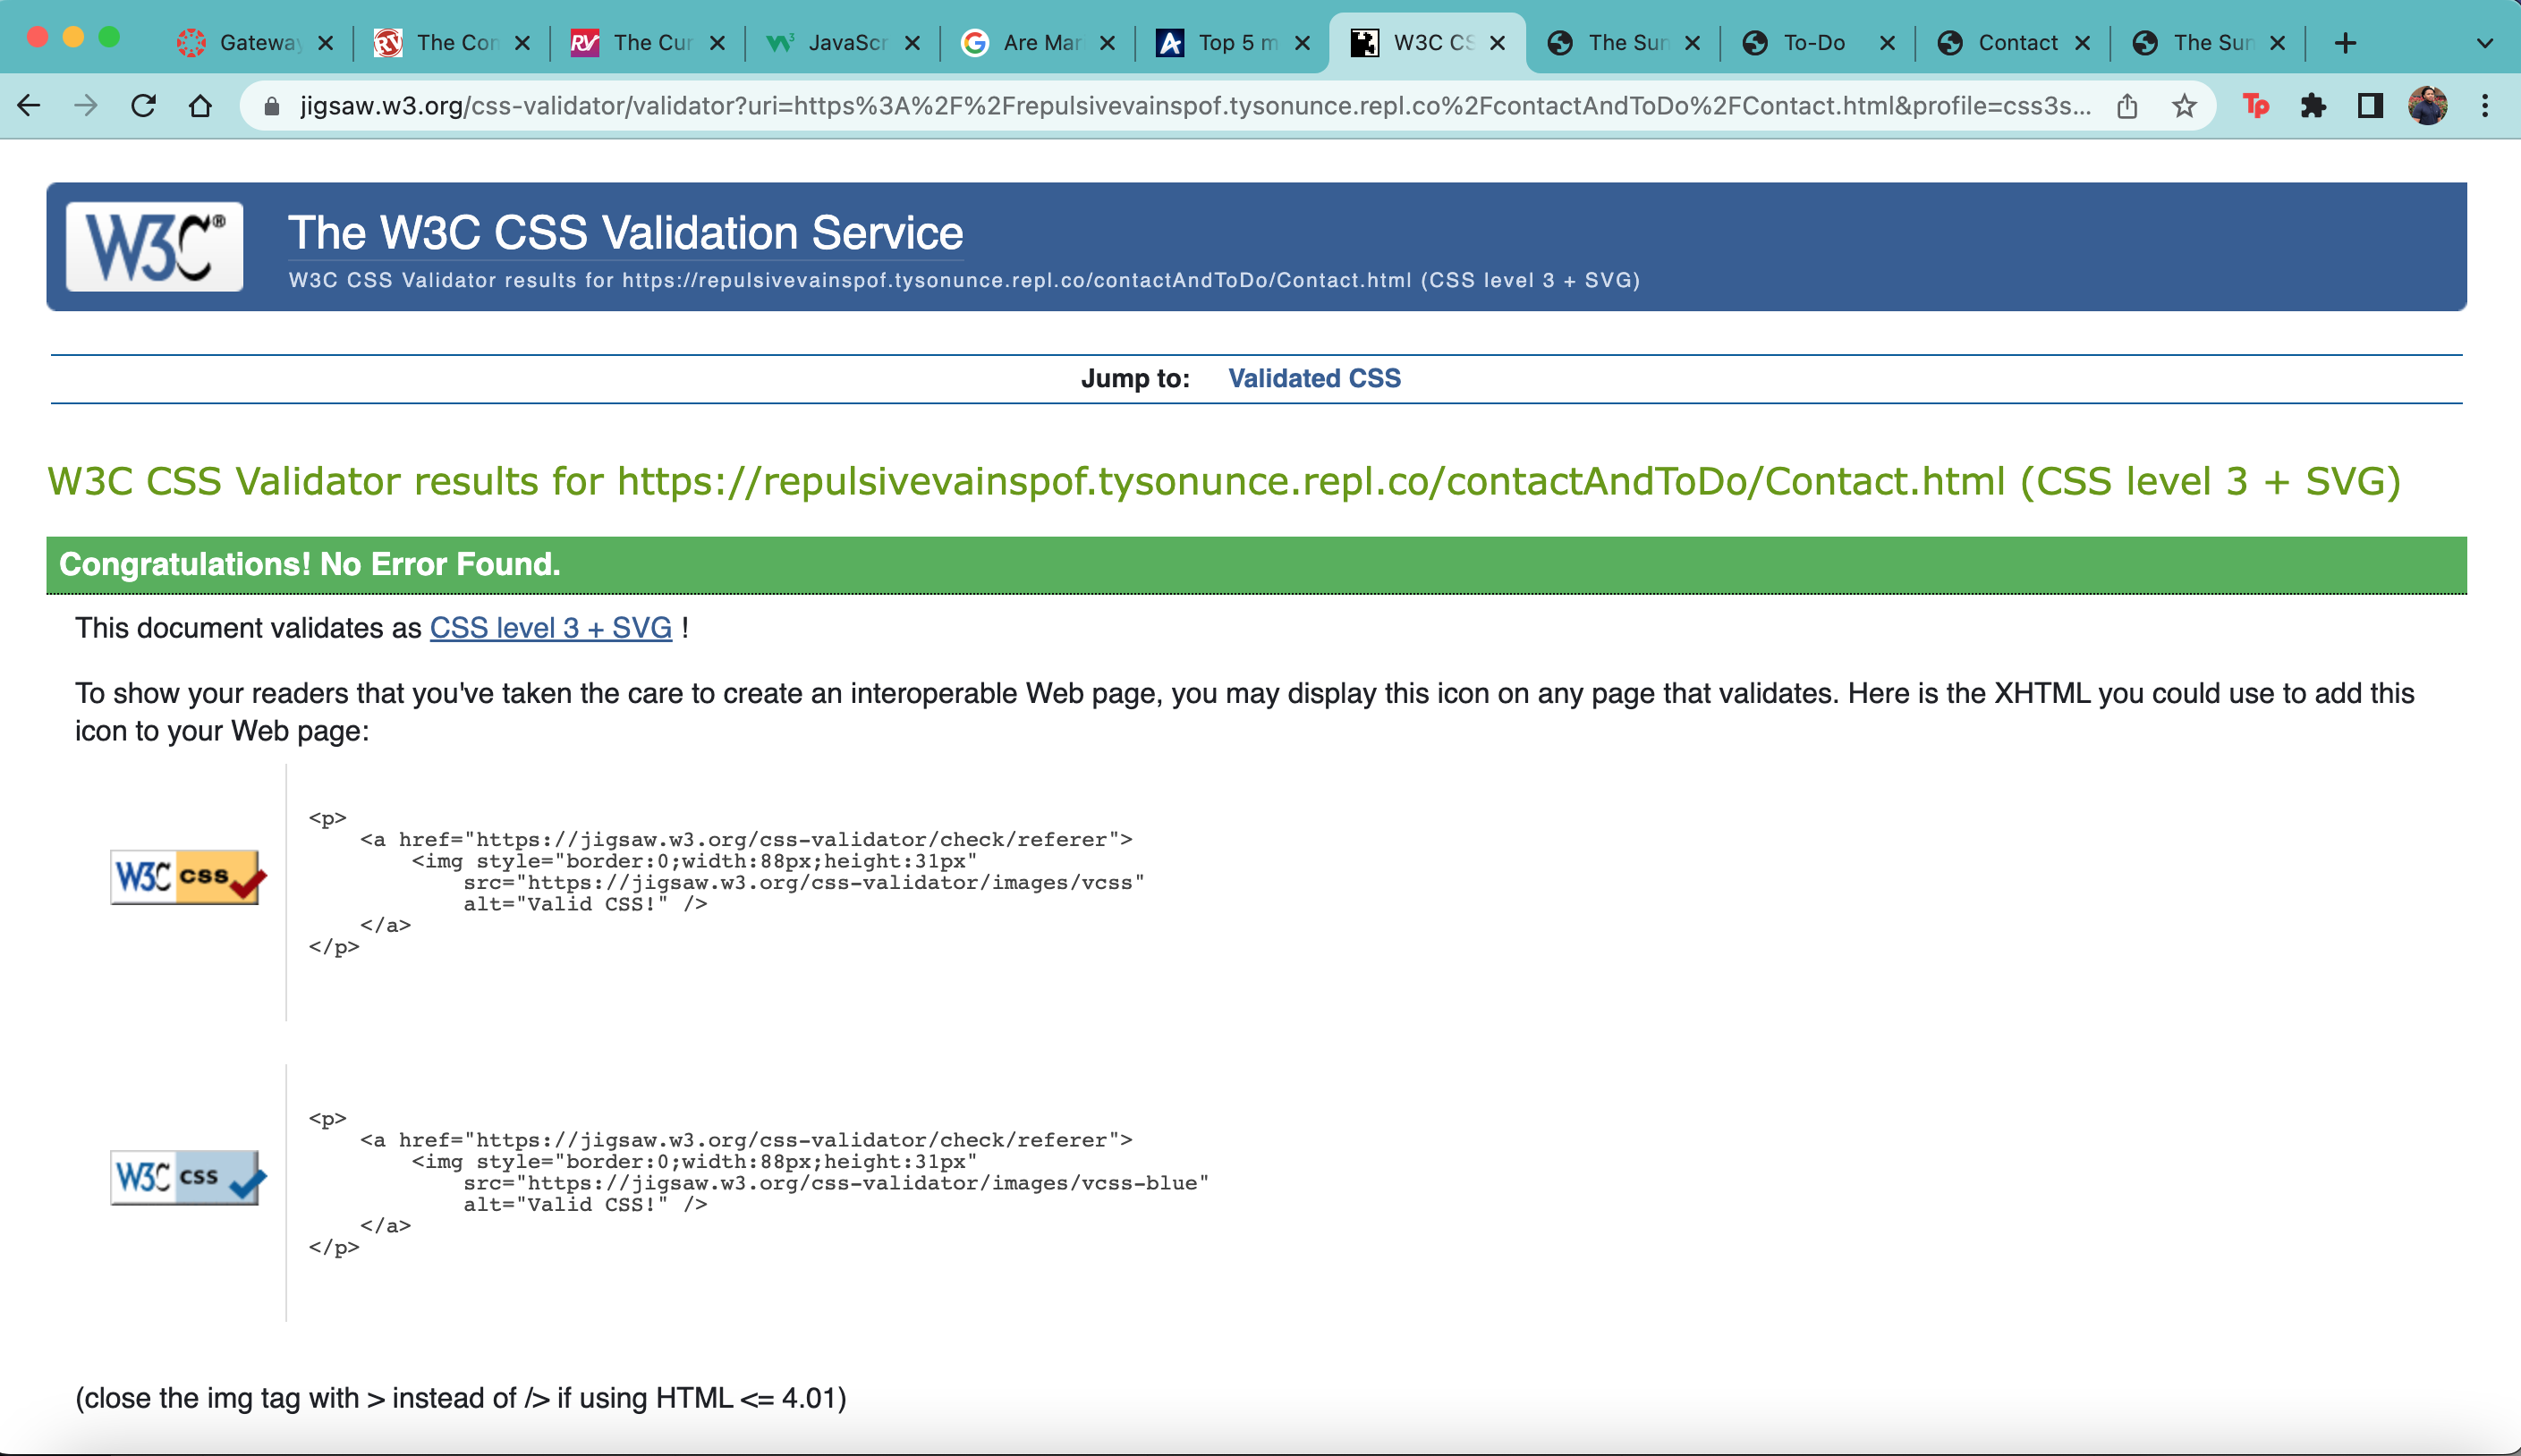 Gateway The Con The Cur JavaScr Are Mar Top 5 m W3C CS The Sun To-Do Contact The Sun
jigsaw.w3.org/css-validator/validator?uri=https%3A%2F%2Frepulsivevainspof.tysonunce.repl.co%2FcontactAndToDo%2FContact.html&profile=css3s... Tp
W3C® The W3C CSS Validation Service
W3C CSS Validator results for https://repulsivevainspof.tysonunce.repl.co/contactAndToDo/Contact.html (CSS level 3 + SVG)
Jump to: Validated CSS
W3C CSS Validator results for https://repulsivevainspof.tysonunce.repl.co/contactAndToDo/Contact.html (CSS level 3 + SVG)
Congratulations! No Error Found.
This document validates as CSS level 3 + SVG !
To show your readers that you've taken the care to create an interoperable Web page, you may display this icon on any page that validates. Here is the XHTML you could use to add this
icon to your Web page:
<p>
<a href="https://jigsaw.w3.org/css-validator/check/referer">
<img style="border:0;width:88px;height:31px"
W3C css
src="https://jigsaw.w3.org/css-validator/images/vcss"
alt="Valid CSS!" />
</a>
</p>
<p>
<a href="https://jigsaw.w3.org/css-validator/check/referer">
<img style="border:0;width:88px;height:31px"
W3C css
src="https://jigsaw.w3.org/css-validator/images/vcss-blue"
alt="Valid CSS!" />
</a>
</p>
(close the img tag with > instead of /> if using HTML <= 4.01)